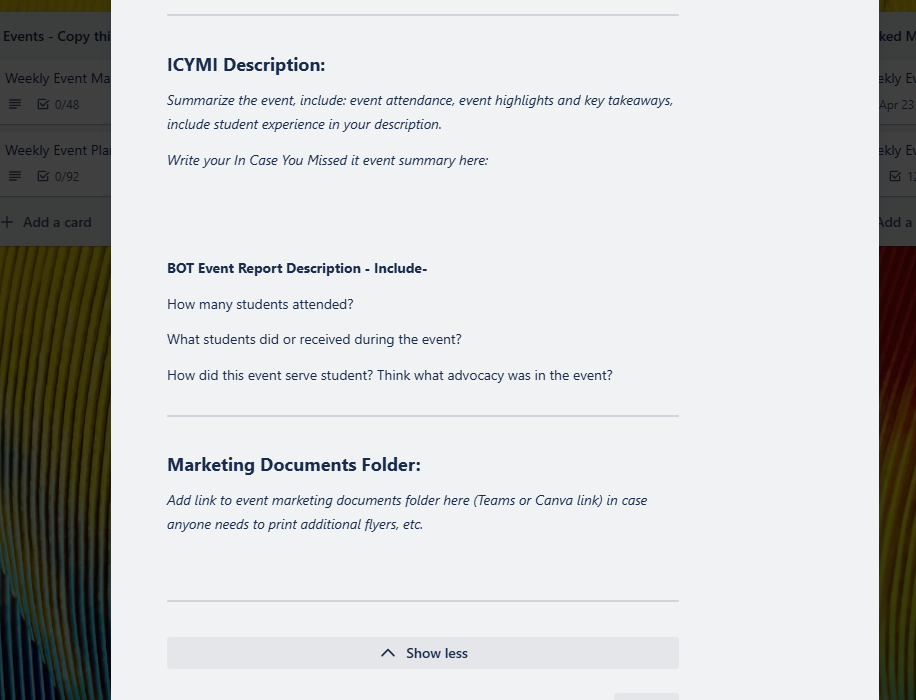 Events - Copy thi
Weekly Event Ma
0/48
Weekly Event Pla
0/92
+ Add a card
ICYMI Description:
Summarize the event, include: event attendance, event highlights and key takeaways,
include student experience in your description.
Write your In Case You Missed it event summary here:
BOT Event Report Description - Include-
How many students attended?
What students did or received during the event?
How did this event serve student? Think what advocacy was in the event?
Marketing Documents Folder:
Add link to event marketing documents folder here (Teams or Canva link) in case
anyone needs to print additional flyers, etc.
Show less
ked M
ekly Ev
Apr 23
ekly Ev
Add a